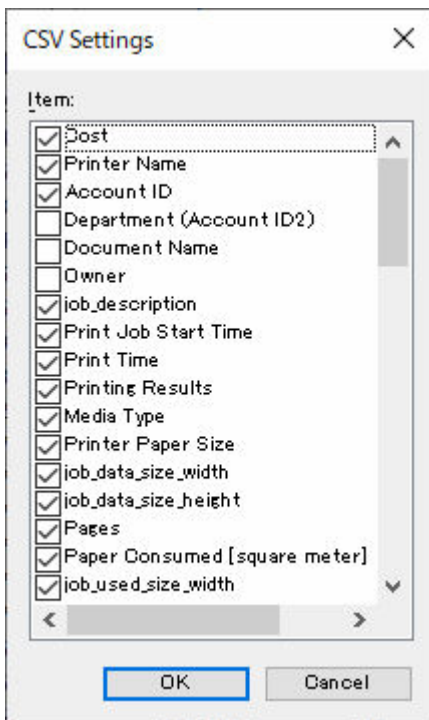 CSV Settings
Item:
Cost
Printer Name
Account ID
Department (Account ID2)
Document Name
Owner
job_description
Print Job Start Time
Print Time
Printing Results
Media Type
Printer Paper Size
job_data_size_width
job_data_size_height
Pages
Paper Consumed [square meter]
job_used_size_width
OK
Cancel